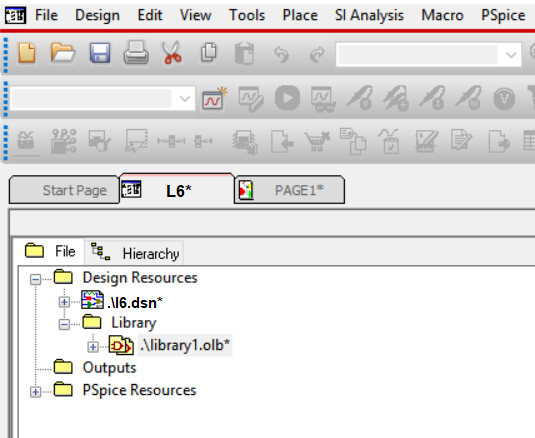 File Design Edit View Tools Place SI Analysis Macro PSpice
Start Page L6* PAGE1*
File Hierarchy
Design Resources
.\l6.dsn*
Library
.\library1.olb*
Outputs
PSpice Resources